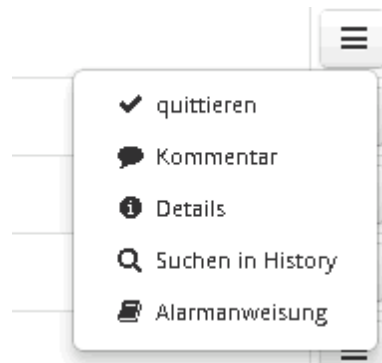 quittieren
Kommentar
Details
Suchen in History
Alarmanweisung